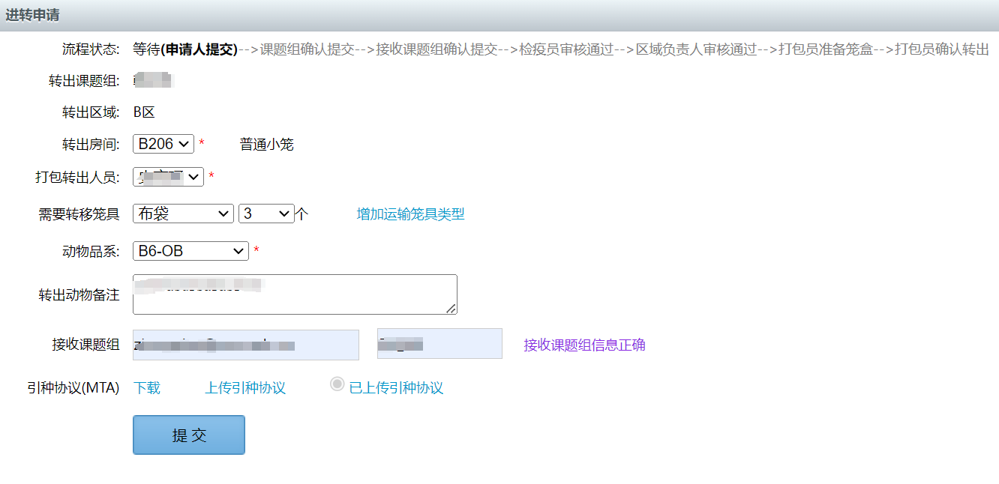 进转申请
流程状态: 等待(申请人提交)-->课题组确认提交-->接收课题组确认提交-->检疫员审核通过-->区域负责人审核通过-->打包员准备笼盒-->打包员确认转出
转出课题组:
转出区域: B区
转出房间: B206 * 普通小笼
打包转出人员: *
需要转移笼具 布袋 3 个 增加运输笼具类型
动物品系: B6-OB *
转出动物备注
接收课题组 接收课题组信息正确
引种协议(MTA) 下载 上传引种协议 已上传引种协议
提 交